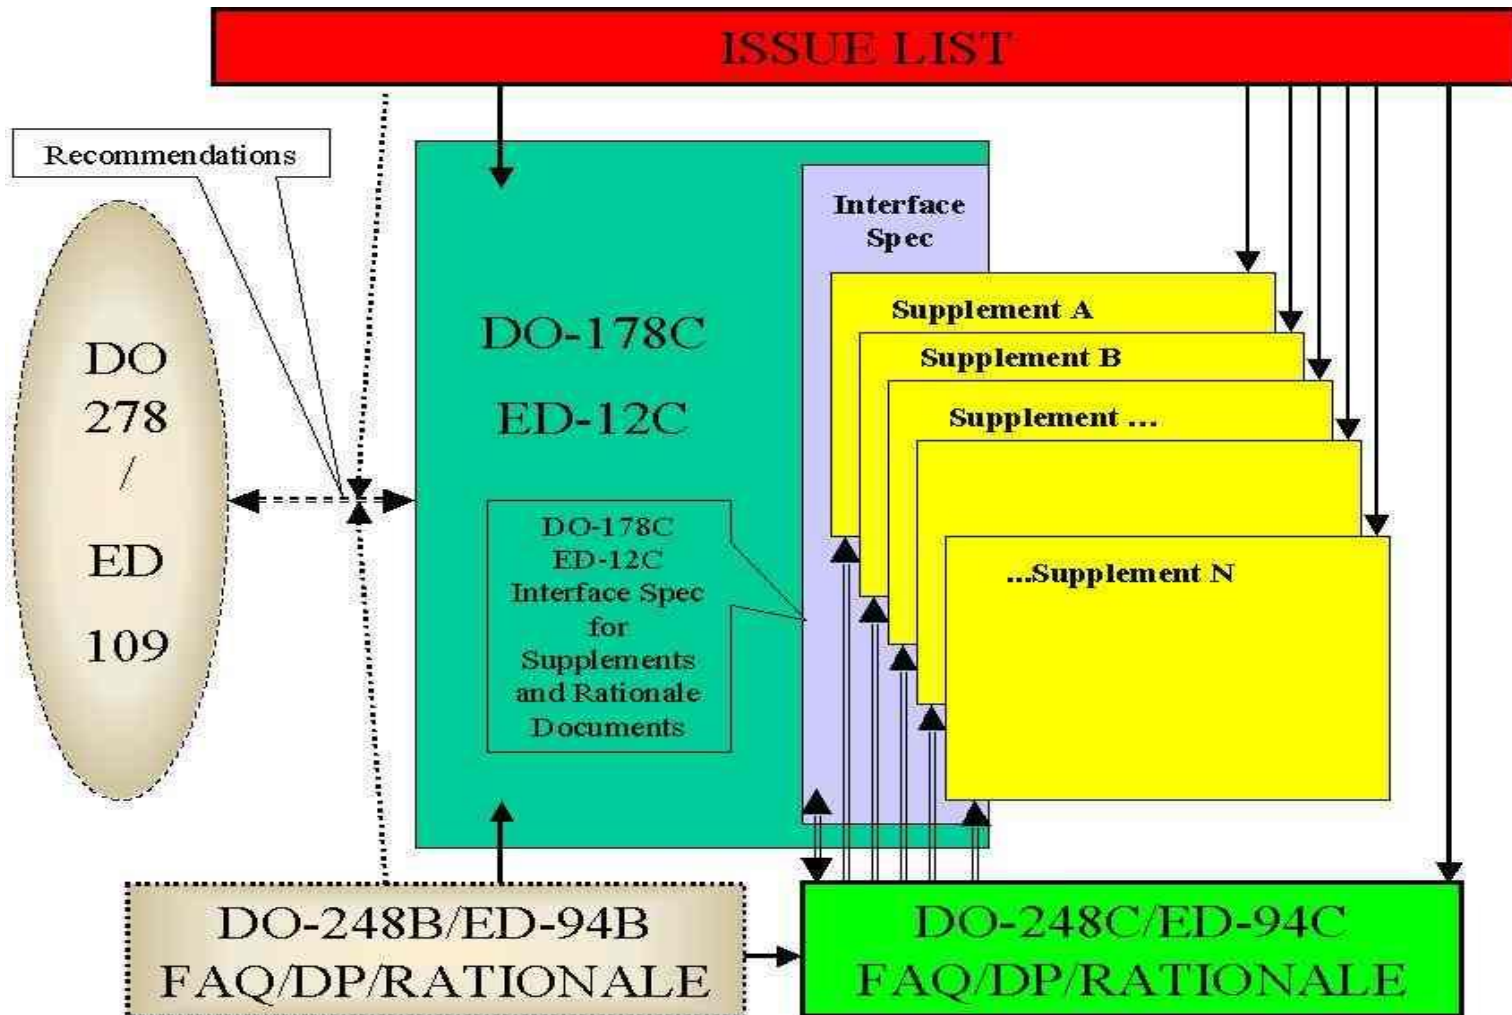 ISSUE LIST
Recommendations
Interface
Spec
DO
278
/
ED
109
DO-178C
ED-12C
Supplement A
Supplement B
Supplement ...
...Supplement N
DO-178C
ED-12C
Interface Spec
for
Supplements
and Rationale
Documents
DO-248B/ED-94B
FAQ/DP/RATIONALE
DO-248C/ED-94C
FAQ/DP/RATIONALE